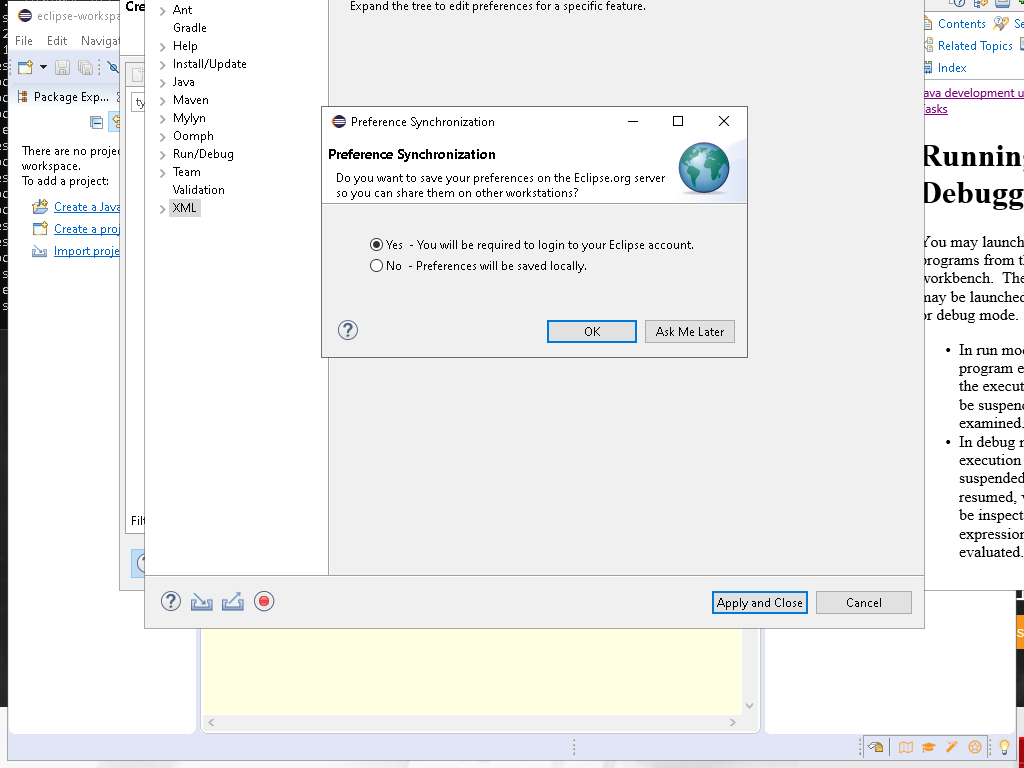 eclipse-workspa
File
Edit
Navigat
Package Exp...
There are no proje
workspace.
To add a project:
Create a Java
Create a proj
Import proje
Cre
ty
Filt
Ant
Gradle
Help
Install/Update
Java
Maven
Mylyn
Oomph
Run/Debug
Team
Validation
XML
Expand the tree to edit preferences for a specific feature.
Preference Synchronization
Preference Synchronization
Do you want to save your preferences on the Eclipse.org server
so you can share them on other workstations?
Yes - You will be required to login to your Eclipse account.
No - Preferences will be saved locally.
OK
Ask Me Later
Apply and Close
Cancel
Contents
Se
Related Topics
Index
ava development u
asks
Running
Debugg
You may launch
programs from th
workbench. The
may be launched
or debug mode.
• In run mod
program e
the execut
be suspend
examined.
• In debug m
execution
suspended
resumed, v
be inspect
expression
evaluated.